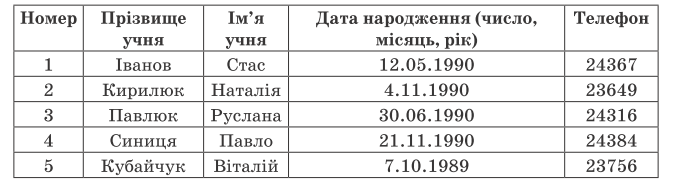 Номер Прізвище учня Ім’я учня Дата народження (число, місяць, рік) Телефон
1 Іванов Стас 12.05.1990 24367
2 Кирилюк Наталія 4.11.1990 23649
3 Павлюк Руслана 30.06.1990 24316
4 Синиця Павло 21.11.1990 24384
5 Кубайчук Віталій 7.10.1989 23756